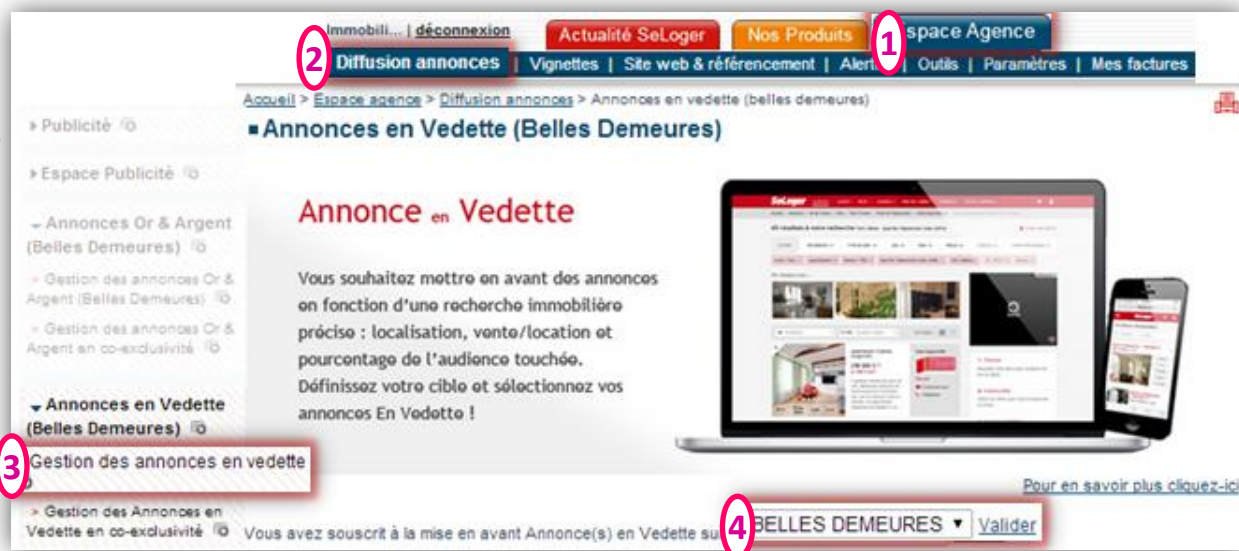 Immobili... | déconnexion
Actualité SeLoger
Nos Produits
1
space Agence
2
Diffusion annonces | Vignettes | Site web & référencement | Alert | Outils | Paramètres | Mes factures
Accueil > Espace agence > Diffusion annonces > Annonces en vedette (belles demeures)
Annonces en Vedette (Belles Demeures)
Publicité
Espace Publicité
Annonces Or & Argent
(Belles Demeures)
Gestion des annonces Or &
Argent (Belles Demeures)
Gestion des annonces Or &
Argent en co-exclusivité
Annonces en Vedette
(Belles Demeures)
3
Gestion des annonces en vedette
Gestion des Annonces en
Vedette en co-exclusivité
Annonce en Vedette
Vous souhaitez mettre en avant des annonces
en fonction d'une recherche immobilière
précise : localisation, vente/location et
pourcentage de l'audience touchée.
Définissez votre cible et sélectionnez vos
annonces En Vedette !
SeLoger
Pour en savoir plus cliquez-ici
Vous avez souscrit à la mise en avant Annonce(s) en Vedette su
4
BELLES DEMEURES
Valider